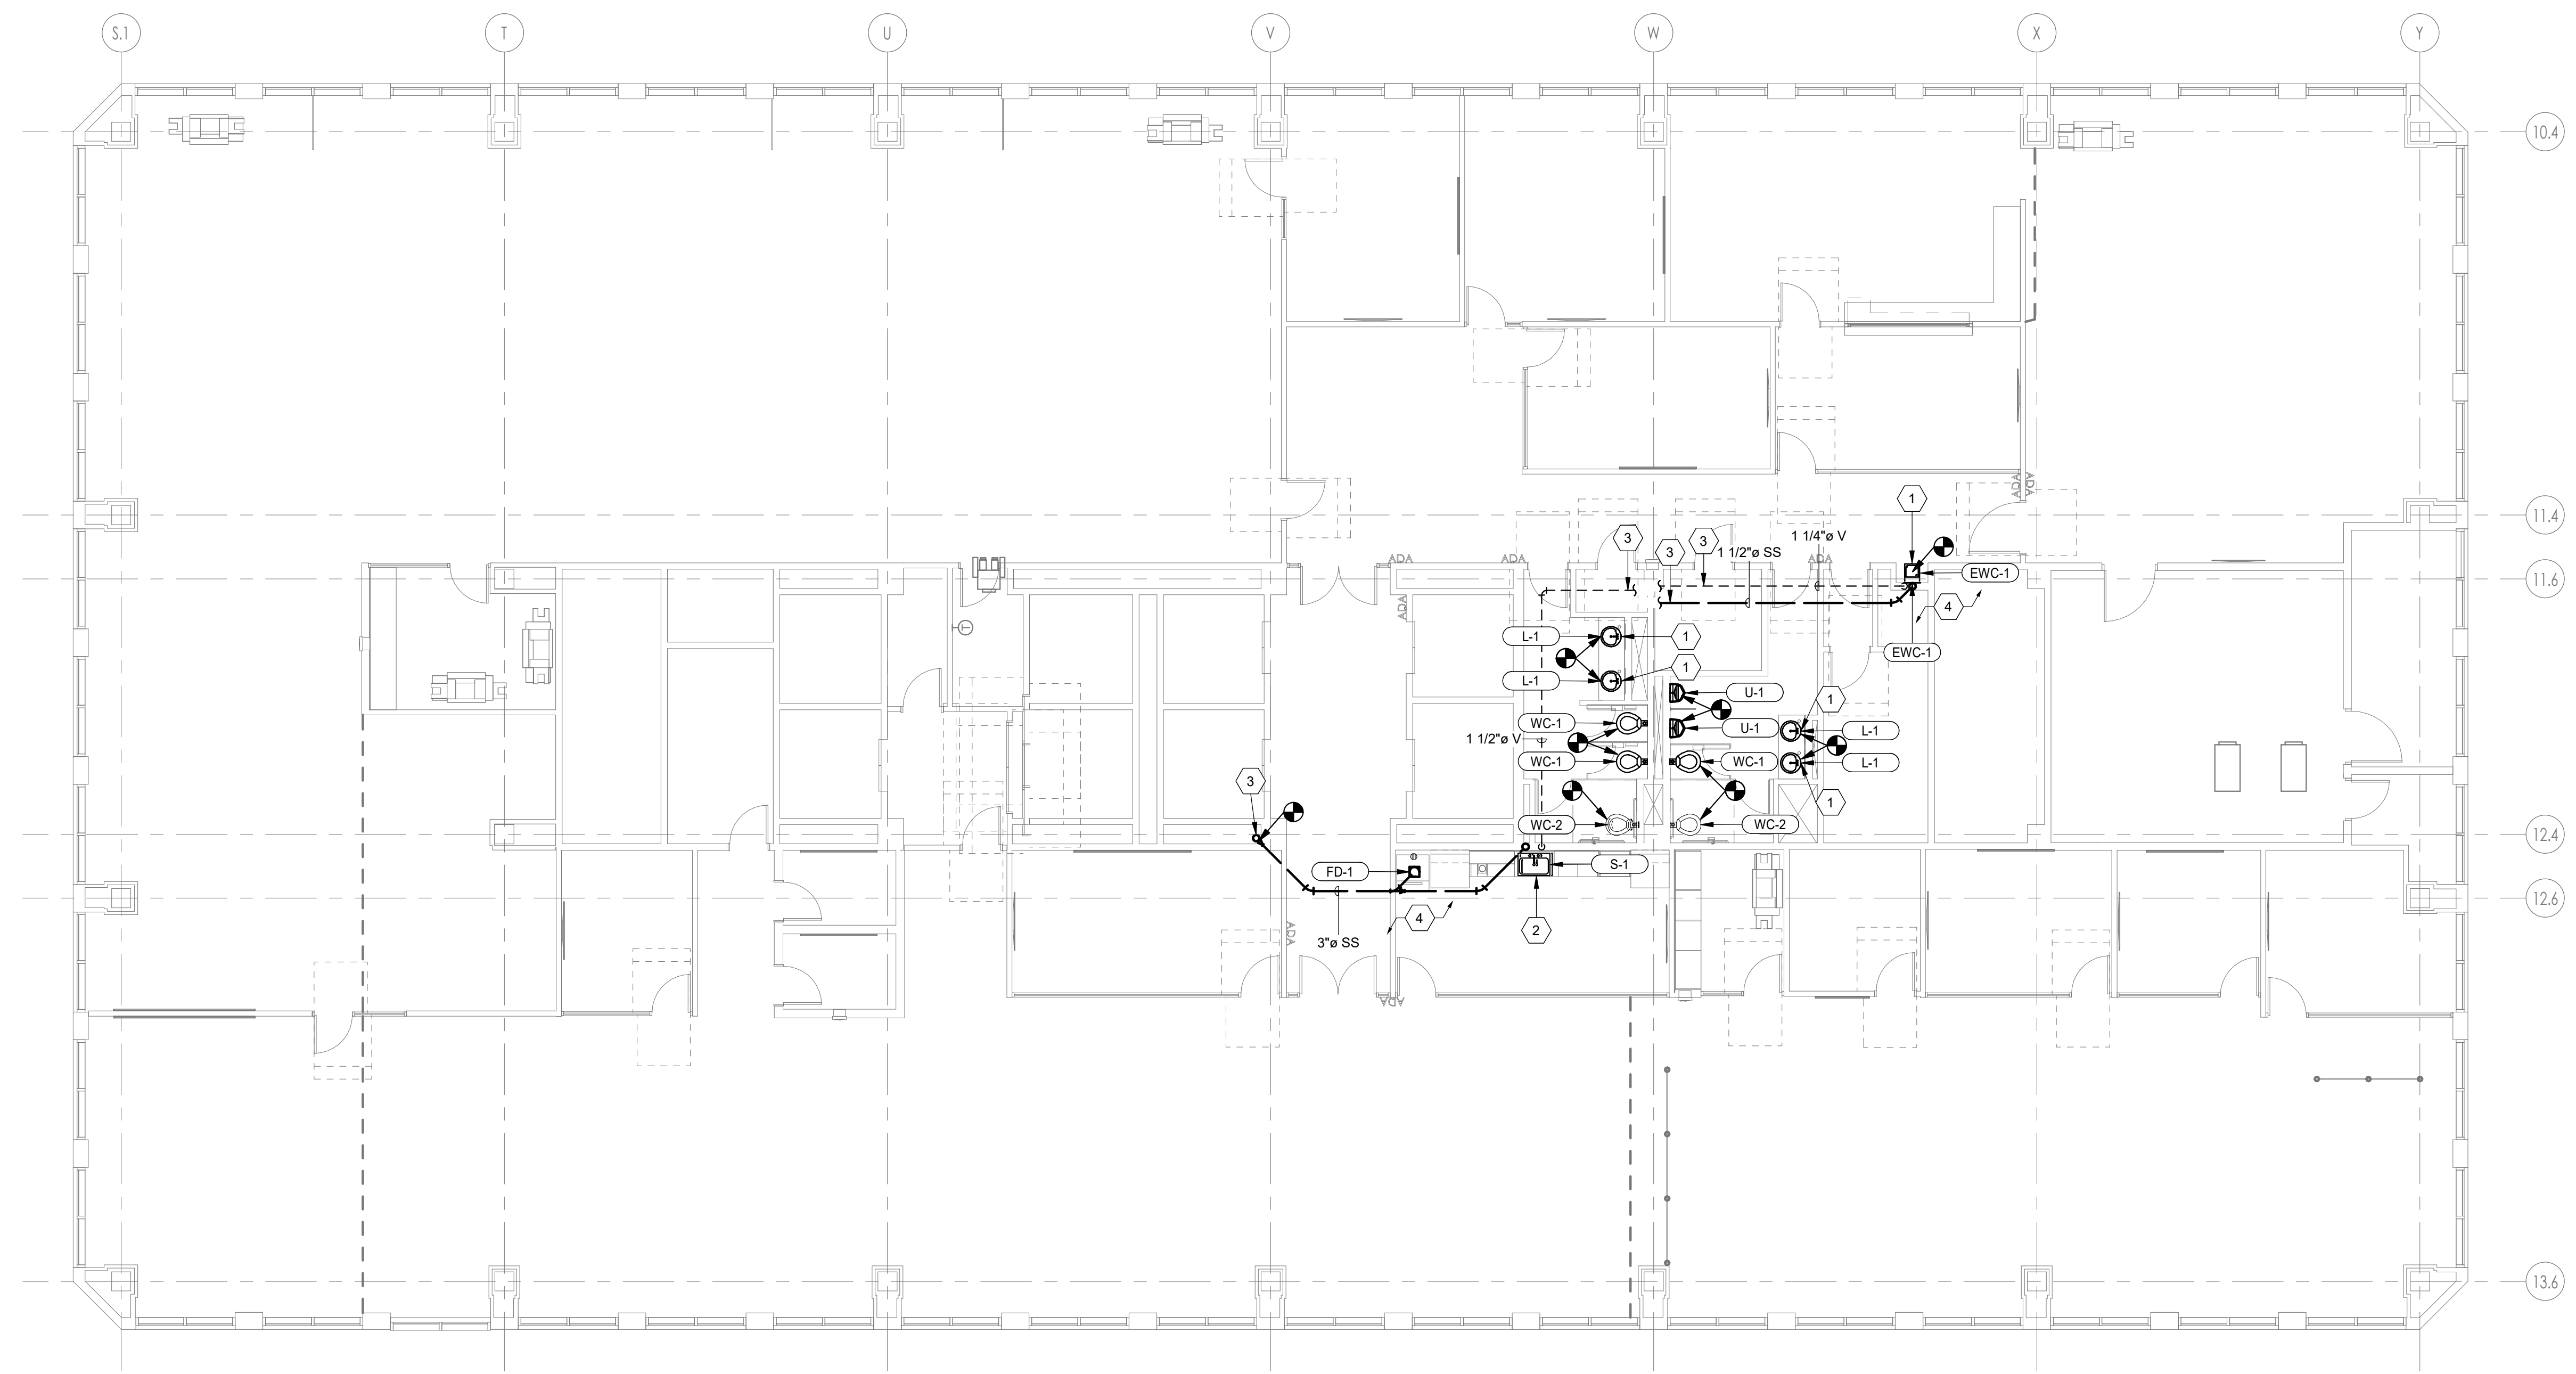 S.1 T U V W X Y
10.4
ADA
ADA
1
11.4
3 3 3 1 1/2"ø SS 1 1/4"ø V
ADA ADA ADA
EWC-1
11.6
4
ADA
T
L-1 1
EWC-1
L-1 1
U-1
1
WC-1 U-1 L-1
1 1/2"ø V
WC-1 WC-1 L-1
3
1
WC-2 WC-2
12.4
FD-1 S-1
12.6
4
2
ADA
3"ø SS
ADA
13.6